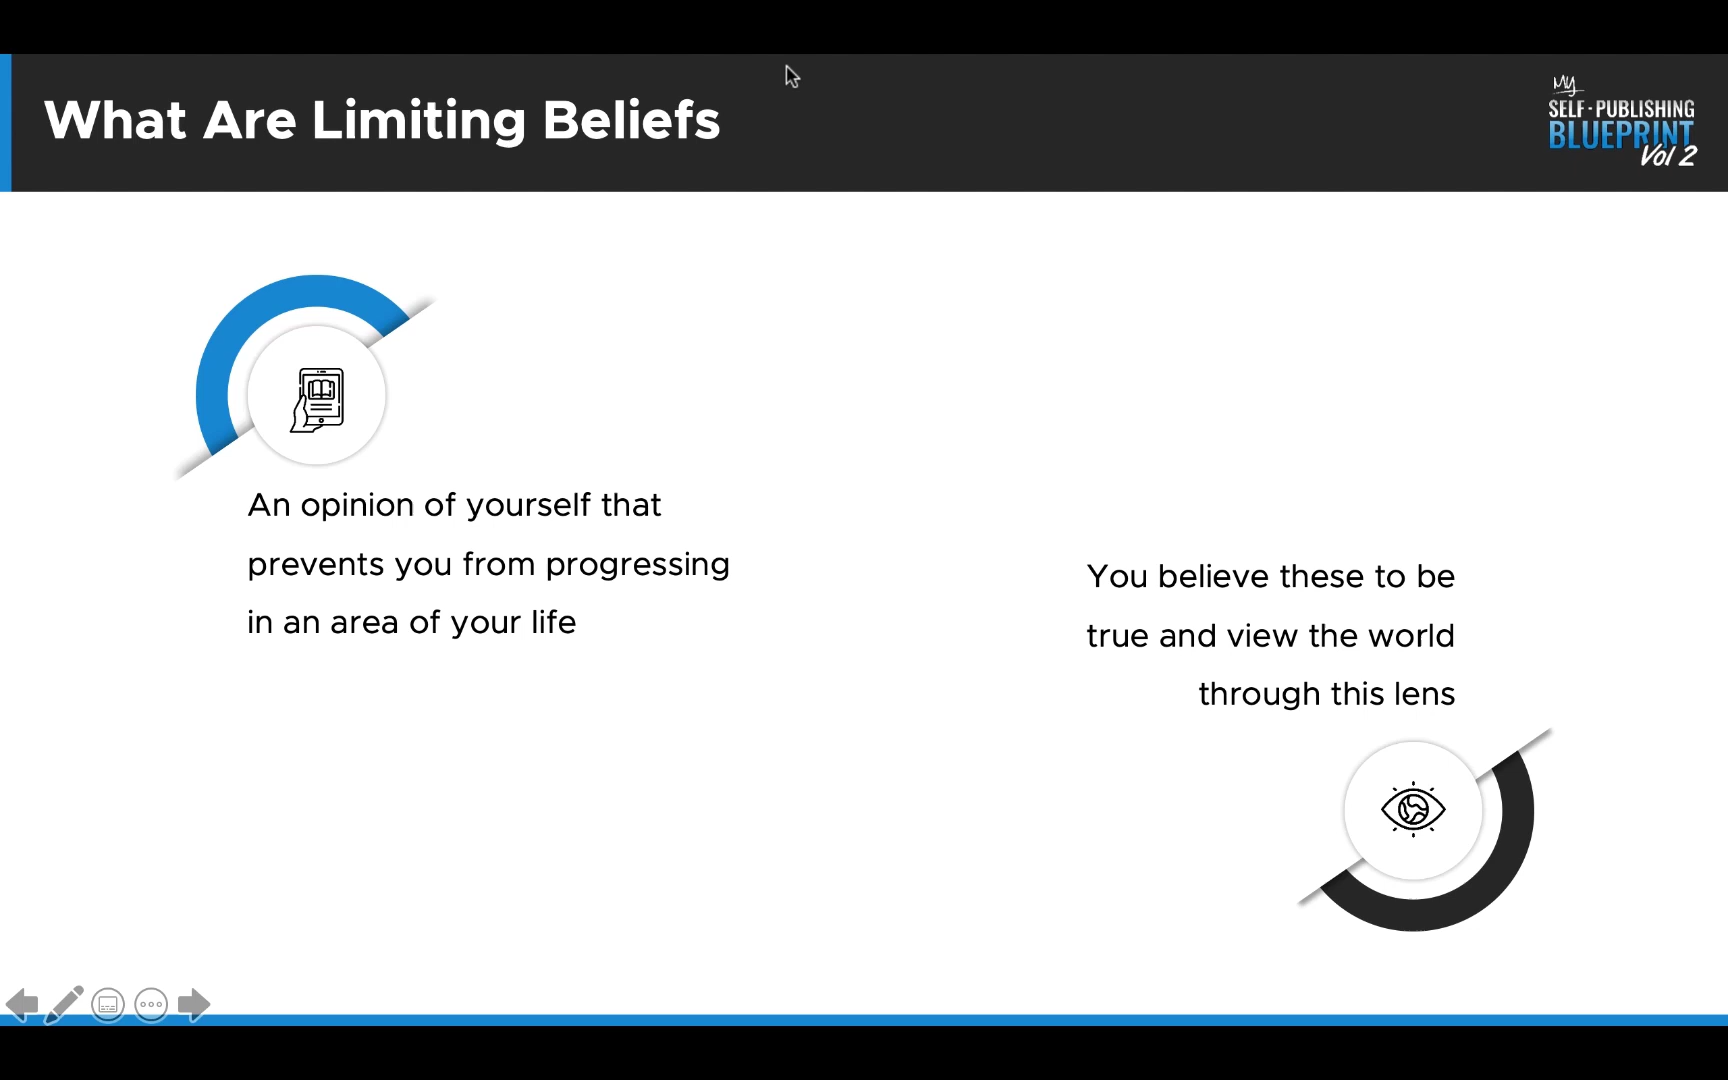 What Are Limiting Beliefs
My
SELF-PUBLISHING
BLUEPRINT
Vol 2
An opinion of yourself that
prevents you from progressing
in an area of your life
You believe these to be
true and view the world
through this lens